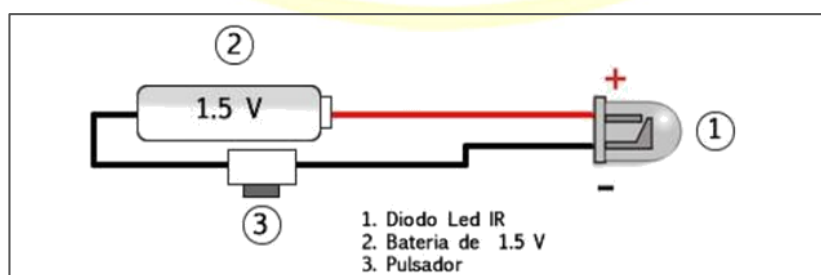 2
1.5 V
+
1
-
3
1. Diodo Led IR
2. Bateria de 1.5 V
3. Pulsador